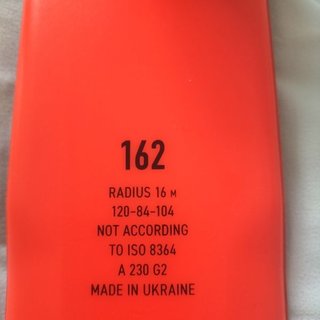 162
RADIUS 16 M
120-84-104
NOT ACCORDING
TO ISO 8364
A 230 G2
MADE IN UKRAINE